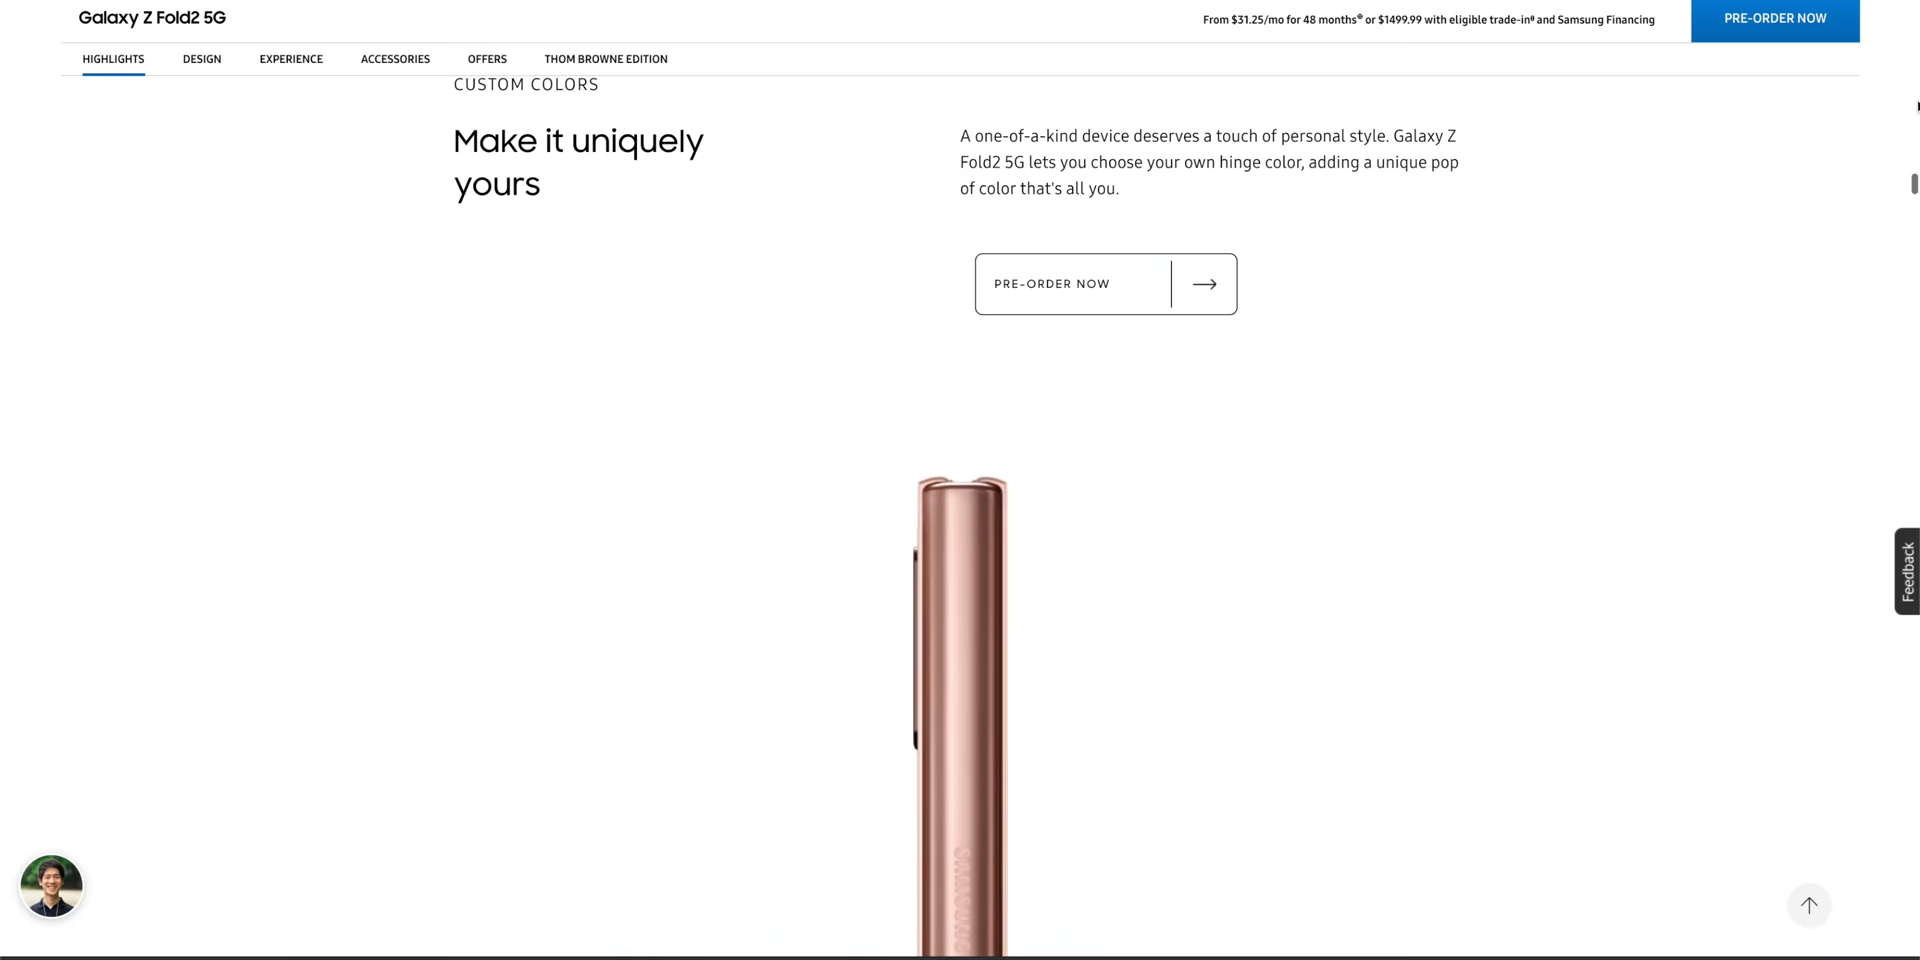 Galaxy Z Fold2 5G
From $31.25/mo for 48 months⁰ or $1499.99 with eligible trade-in⁰ and Samsung Financing
PRE-ORDER NOW
HIGHLIGHTS
DESIGN
EXPERIENCE
ACCESSORIES
OFFERS
THOM BROWNE EDITION
CUSTOM COLORS
Make it uniquely
yours
A one-of-a-kind device deserves a touch of personal style. Galaxy Z
Fold2 5G lets you choose your own hinge color, adding a unique pop
of color that's all you.
PRE-ORDER NOW
SAMSUNG
Feedback